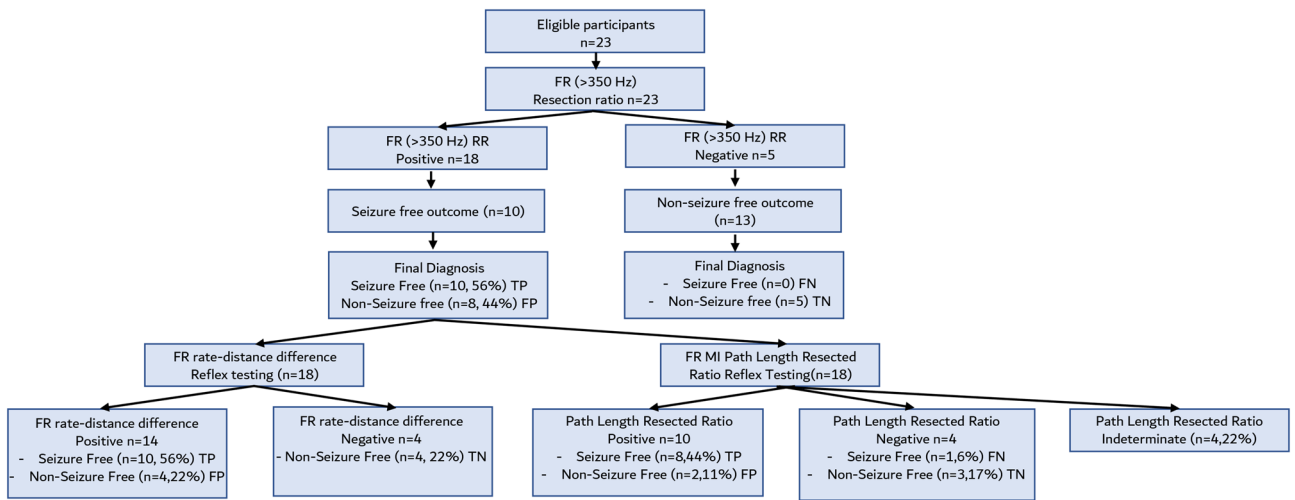 Eligible participants
n=23
FR (>350 Hz)
Resection ratio n=23
FR (>350 Hz) RR
Positive n=18
FR (>350 Hz) RR
Negative n=5
Seizure free outcome (n=10)
Non-seizure free outcome
(n=13)
Final Diagnosis
Seizure Free (n=10, 56%) TP
Non-Seizure free (n=8, 44%) FP
Final Diagnosis
- Seizure Free (n=0) FN
- Non-Seizure free (n=5) TN
FR rate-distance difference
Reflex testing (n=18)
FR MI Path Length Resected
Ratio Reflex Testing(n=18)
FR rate-distance difference
Positive n=14
- Seizure Free (n=10, 56%) TP
- Non-Seizure Free (n=4,22%) FP
FR rate-distance difference
Negative n=4
- Non-Seizure Free (n=4, 22%) TN
Path Length Resected Ratio
Positive n=10
- Seizure Free (n=8,44%) TP
- Non-Seizure Free (n=2,11%) FP
Path Length Resected Ratio
Negative n=4
- Seizure Free (n=1,6%) FN
- Non-Seizure Free (n=3,17%) TN
Path Length Resected Ratio
Indeterminate (n=4,22%)